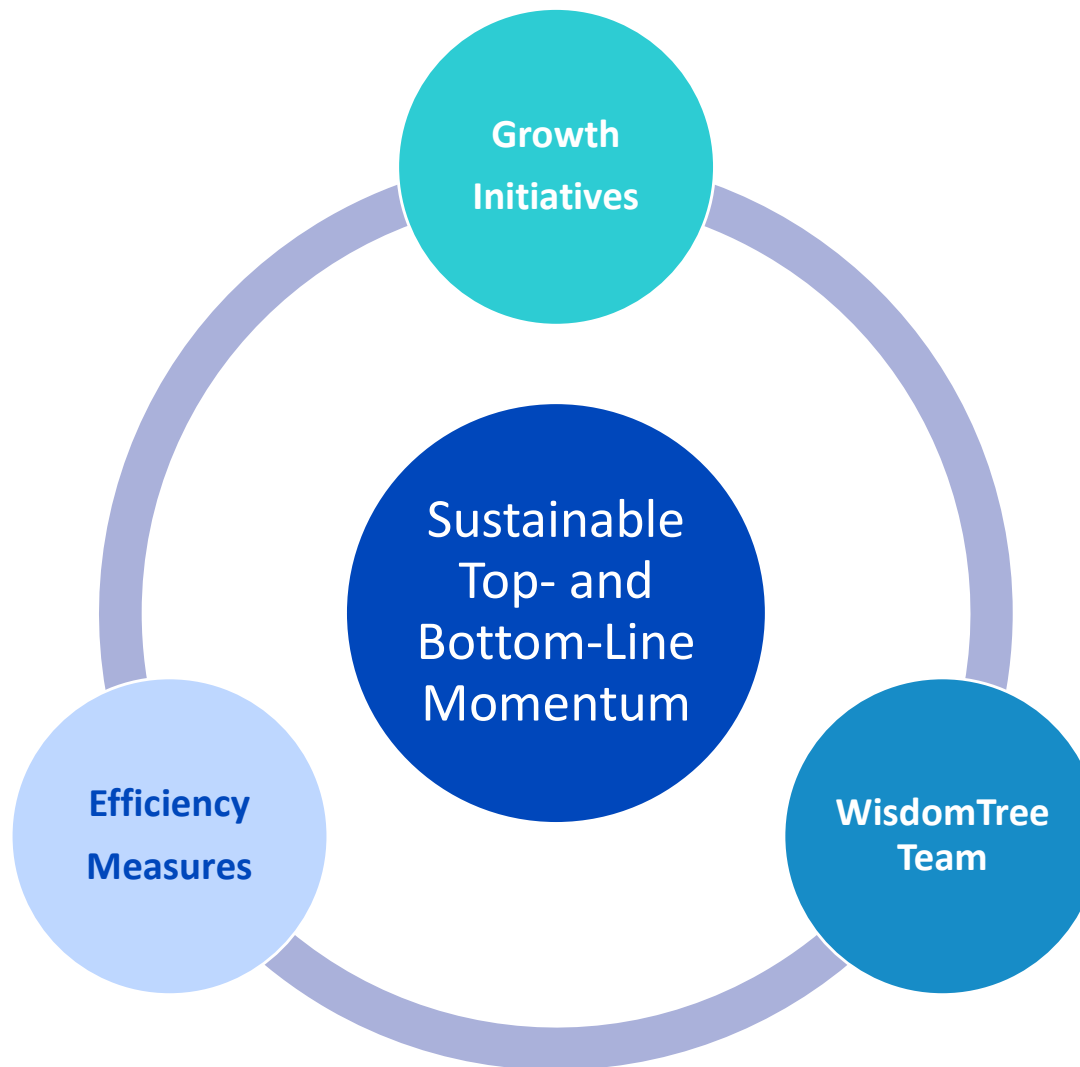 Growth
Initiatives
Sustainable
Top- and
Bottom-Line
Momentum
Efficiency
Measures
WisdomTree
Team